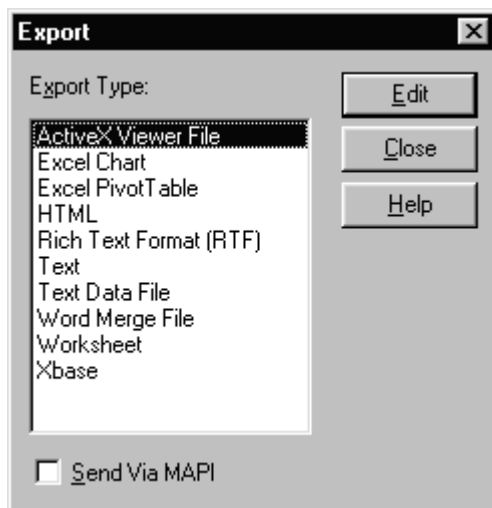 Export
Export Type:
ActiveX Viewer File
Excel Chart
Excel PivotTable
HTML
Rich Text Format (RTF)
Text
Text Data File
Word Merge File
Worksheet
Xbase
Edit
Close
Help
Send Via MAPI